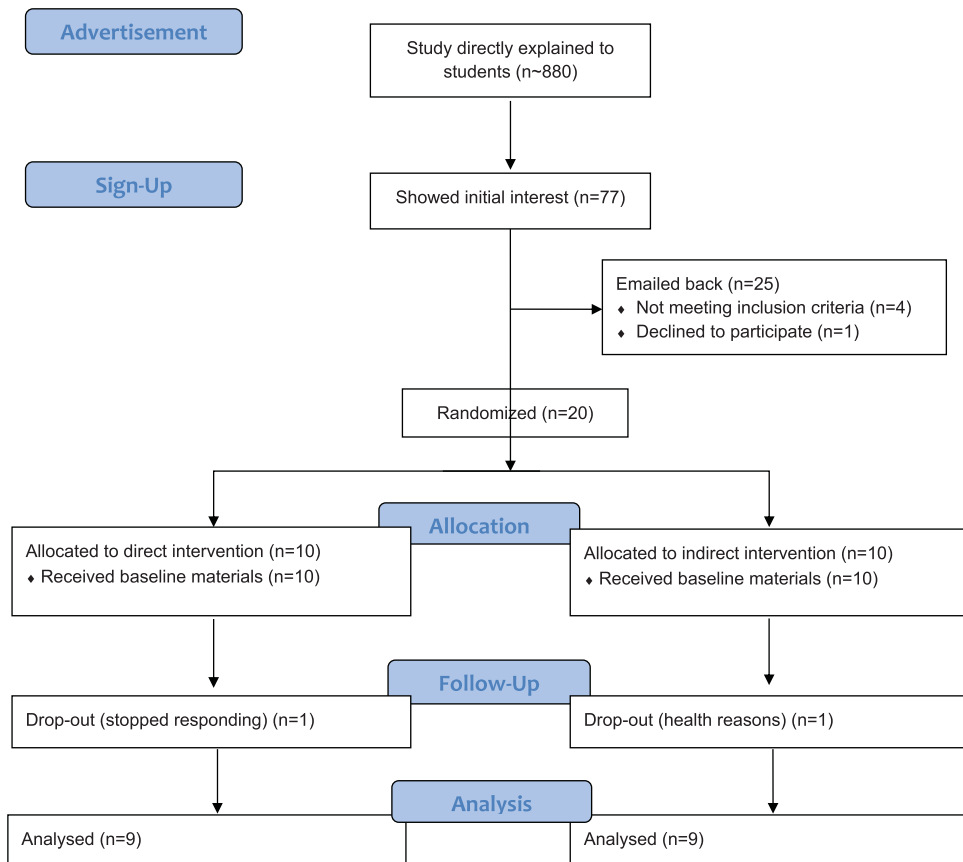 Advertisement
Study directly explained to
students (n~880)
Sign-Up
Showed initial interest (n=77)
Emailed back (n=25)
♦ Not meeting inclusion criteria (n=4)
♦ Declined to participate (n=1)
Randomized (n=20)
Allocation
Allocated to direct intervention (n=10)
♦ Received baseline materials (n=10)
Allocated to indirect intervention (n=10)
♦ Received baseline materials (n=10)
Follow-Up
Drop-out (stopped responding) (n=1)
Drop-out (health reasons) (n=1)
Analysis
Analysed (n=9)
Analysed (n=9)